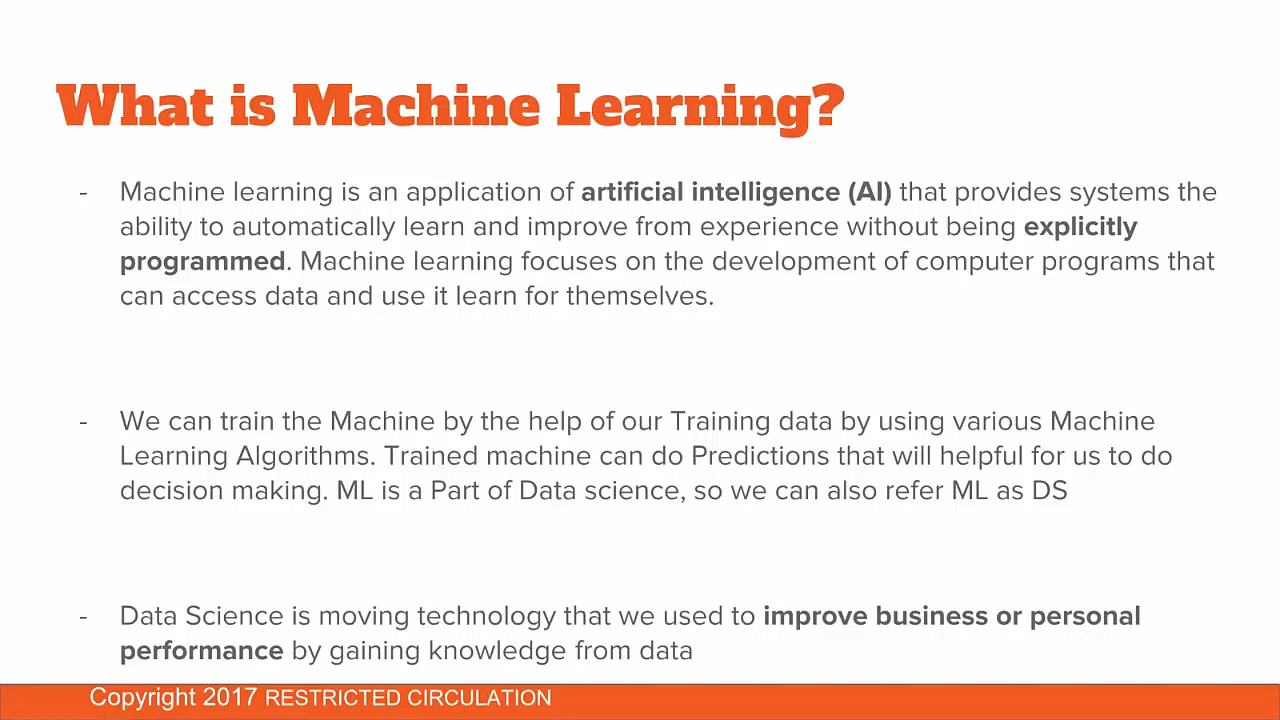 What is Machine Learning?
- Machine learning is an application of artificial intelligence (AI) that provides systems the
ability to automatically learn and improve from experience without being explicitly
programmed. Machine learning focuses on the development of computer programs that
can access data and use it learn for themselves.
- We can train the Machine by the help of our Training data by using various Machine
Learning Algorithms. Trained machine can do Predictions that will helpful for us to do
decision making. ML is a Part of Data science, so we can also refer ML as DS
- Data Science is moving technology that we used to improve business or personal
performance by gaining knowledge from data
Copyright 2017 RESTRICTED CIRCULATION